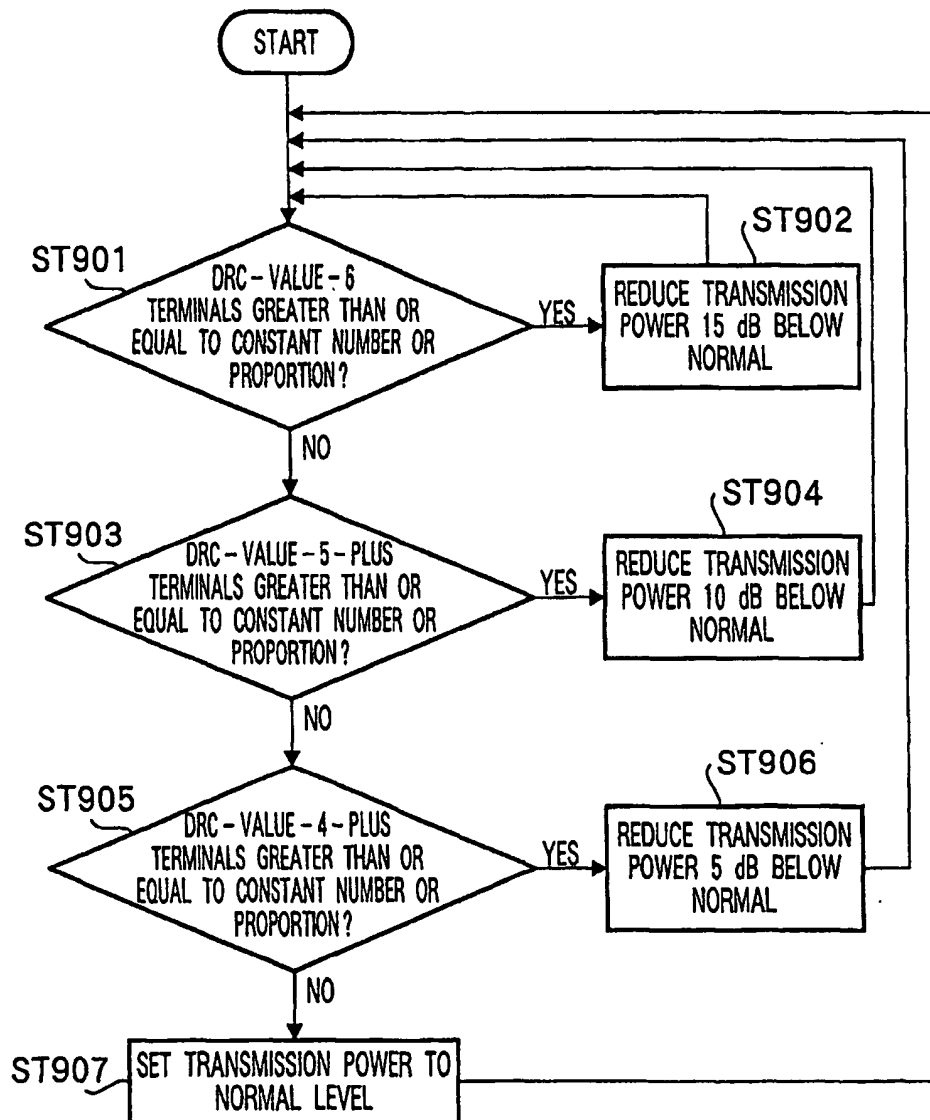 START
ST901
DRC-VALUE-6
TERMINALS GREATER THAN OR
EQUAL TO CONSTANT NUMBER OR
PROPORTION?
YES
ST902
REDUCE TRANSMISSION
POWER 15 dB BELOW
NORMAL
NO
ST903
DRC-VALUE-5-PLUS
TERMINALS GREATER THAN OR
EQUAL TO CONSTANT NUMBER OR
PROPORTION?
YES
ST904
REDUCE TRANSMISSION
POWER 10 dB BELOW
NORMAL
NO
ST905
DRC-VALUE-4-PLUS
TERMINALS GREATER THAN OR
EQUAL TO CONSTANT NUMBER OR
PROPORTION?
YES
ST906
REDUCE TRANSMISSION
POWER 5 dB BELOW
NORMAL
NO
ST907
SET TRANSMISSION POWER TO
NORMAL LEVEL